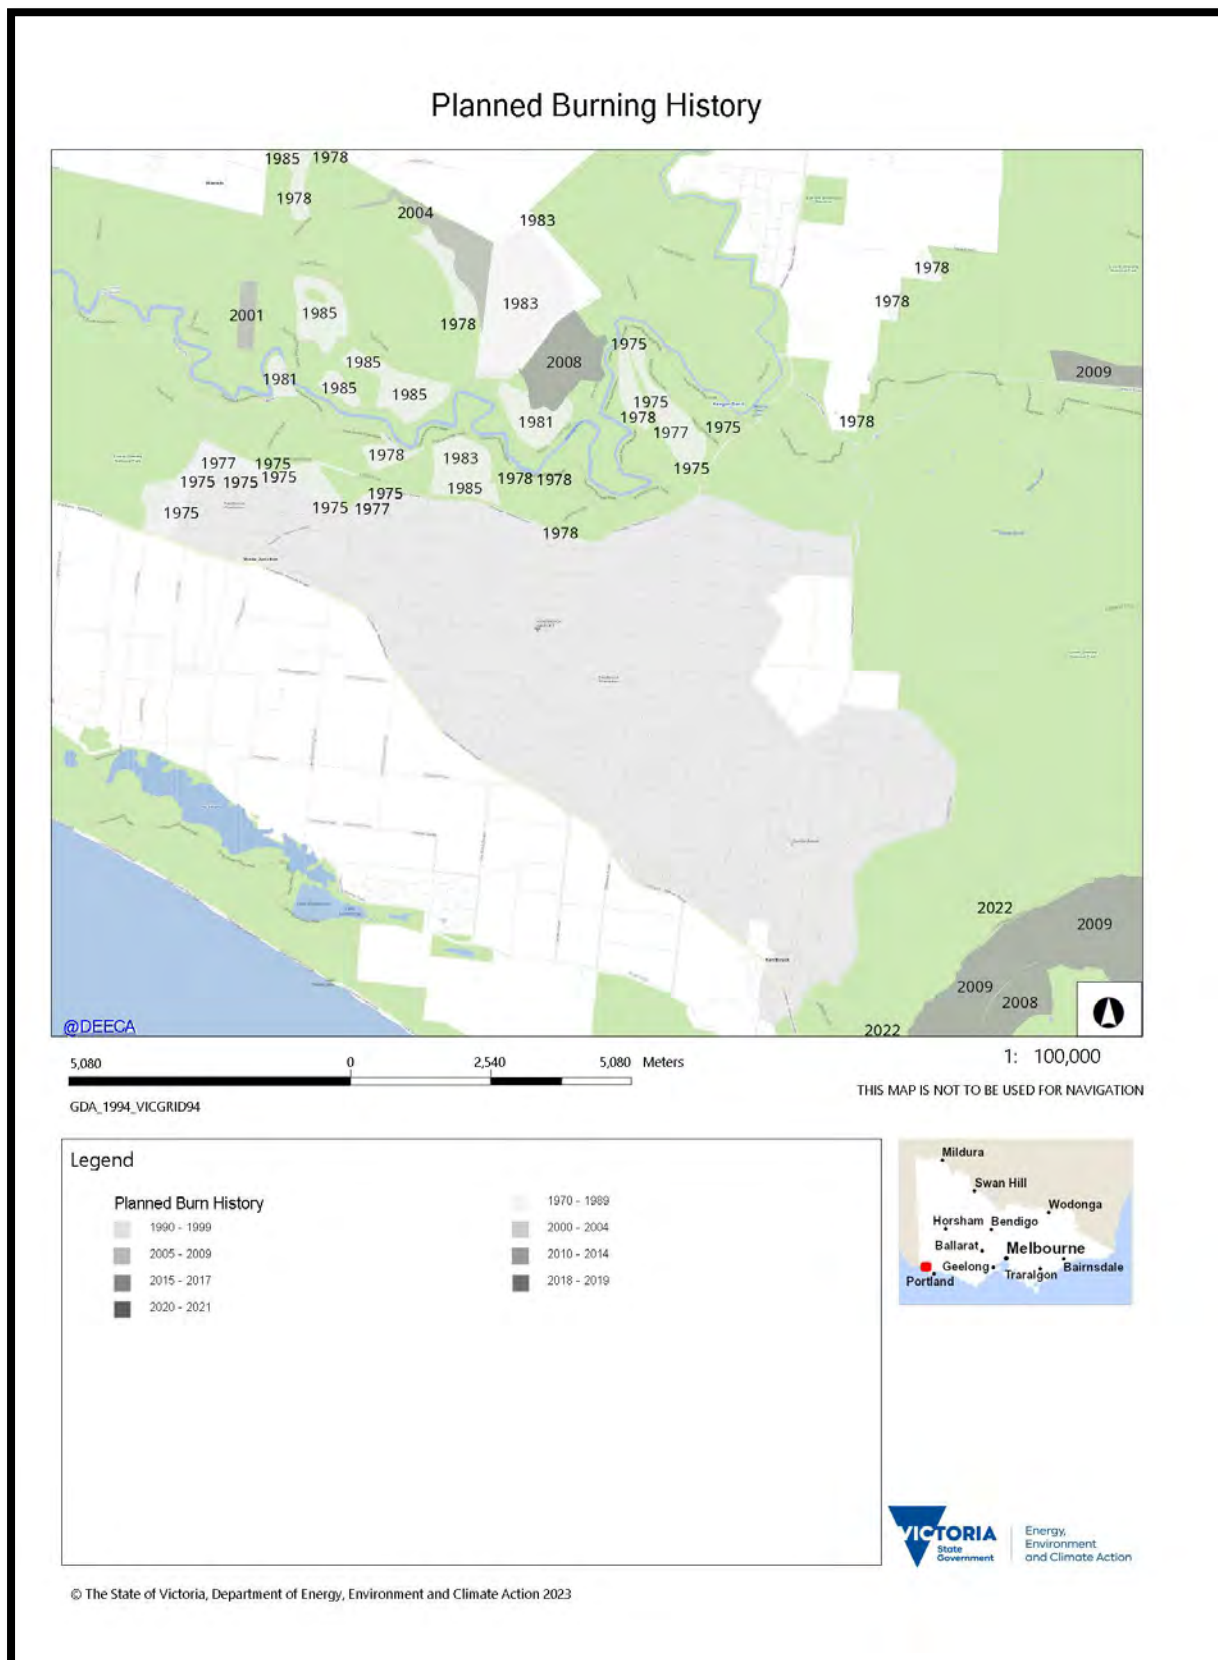 Planned Burning History
1985 1978
1978
2004
1983
1978
1978
1983
2001
1985
1978
1975
2008
1985
2009
1981
1985
1985
1975
1978
1981
1978
1975
1977
1983
1978
1977
1975
1975
1975
1975 1975
1978 1978
1985
1975
1975
1975 1977
1978
2022
2009
2009
2008
2022
@DEECA
1: 100,000
5,080 0 2,540 5,080 Meters
THIS MAP IS NOT TO BE USED FOR NAVIGATION
GDA_1994_VICGRID94
Legend
Planned Burn History
1970 - 1989
1990 - 1999
2000 - 2004
2005 - 2009
2010 - 2014
2015 - 2017
2018 - 2019
2020 - 2021
Mildura
Swan Hill
Wodonga
Horsham Bendigo
Ballarat Melbourne
Geelong Bairnsdale
Portland Traralgon
VICTORIA
State
Government
Energy,
Environment
and Climate Action
© The State of Victoria, Department of Energy, Environment and Climate Action 2023